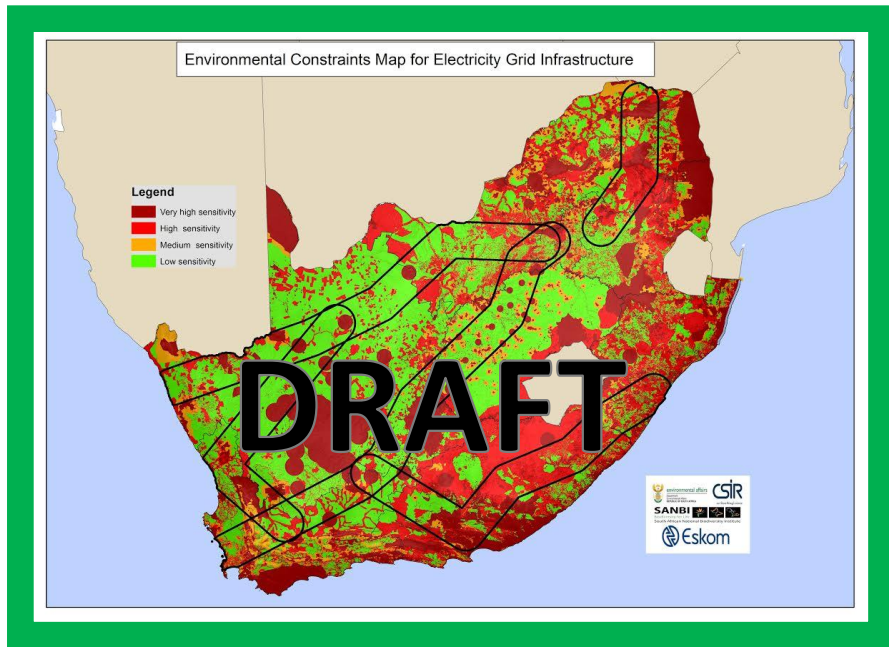 Environmental Constraints Map for Electricity Grid Infrastructure
Legend
Very high sensitivity
High sensitivity
Medium sensitivity
Low sensitivity
DRAFT
environmental affairs
CSIR
SANBI
South African National Biodiversity Institute
Eskom